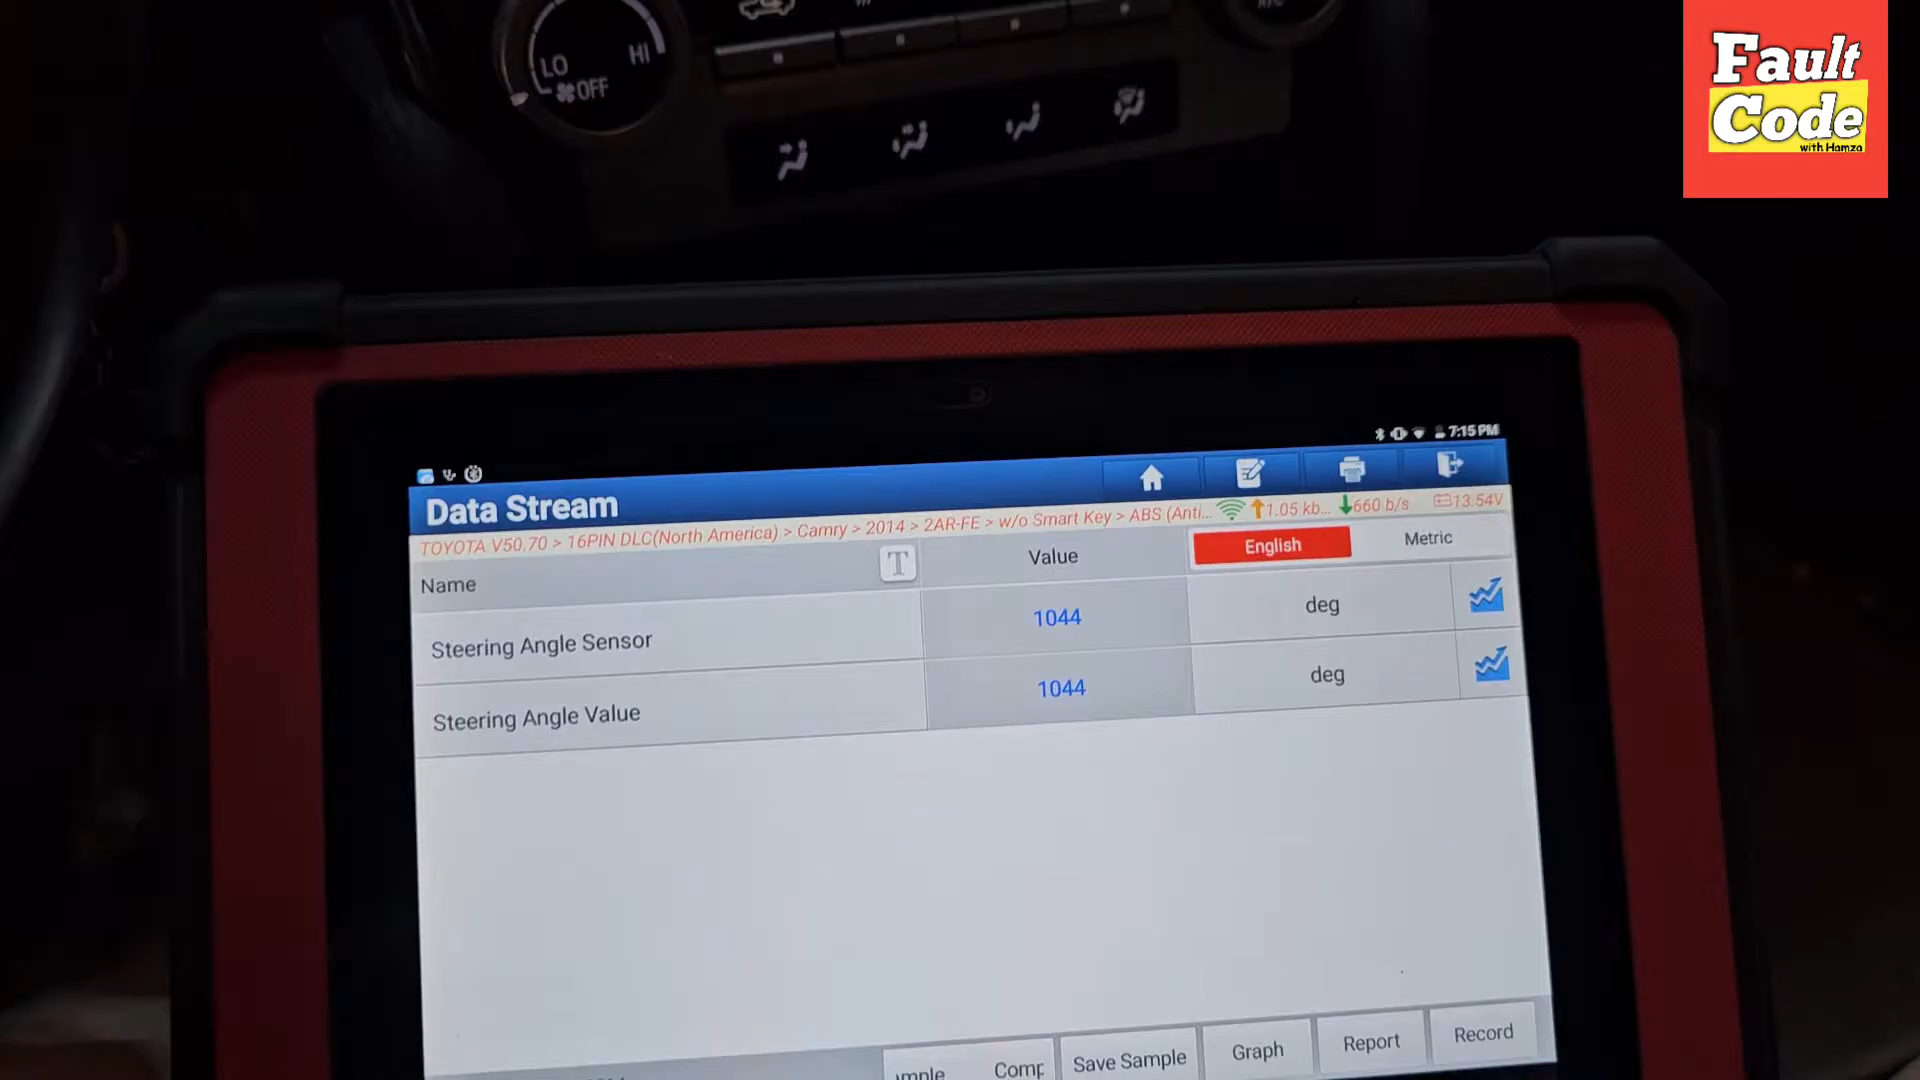 LO
HI
OFF
Fault
Code
with Hamza
7:15 PM
Data Stream
TOYOTA V50.70 > 16PIN DLC(North America) > Camry > 2014 > 2AR-FE > w/o Smart Key > ABS (Anti... 1.05 kb... 660 b/s 13.54V
Name T Value English Metric
Steering Angle Sensor 1044 deg
Steering Angle Value 1044 deg
Save Sample Graph Report Record